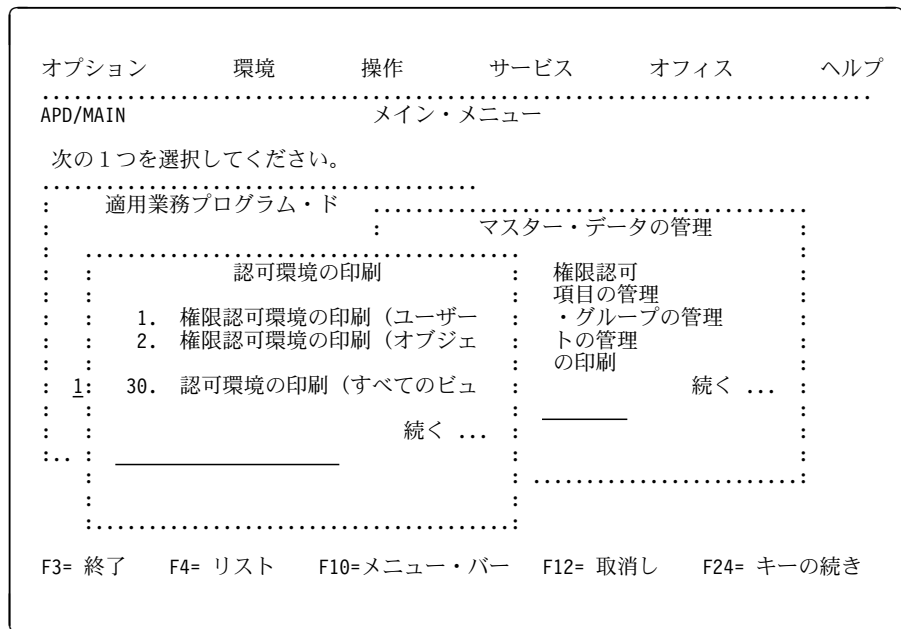 オプション 環境 操作 サービス オフィス ヘルプ
APD/MAIN メイン・メニュー
次の1つを選択してください。
適用業務プログラム・ド
マスター・データの管理
認可環境の印刷 権限認可
項目の管理
1. 権限認可環境の印刷（ユーザー ・グループの管理
2. 権限認可環境の印刷（オブジェ トの管理
の印刷
1 30. 認可環境の印刷（すべてのビュ 続く ...
続く ...
F3= 終了 F4= リスト F10=メニュー・バー F12= 取消し F24= キーの続き